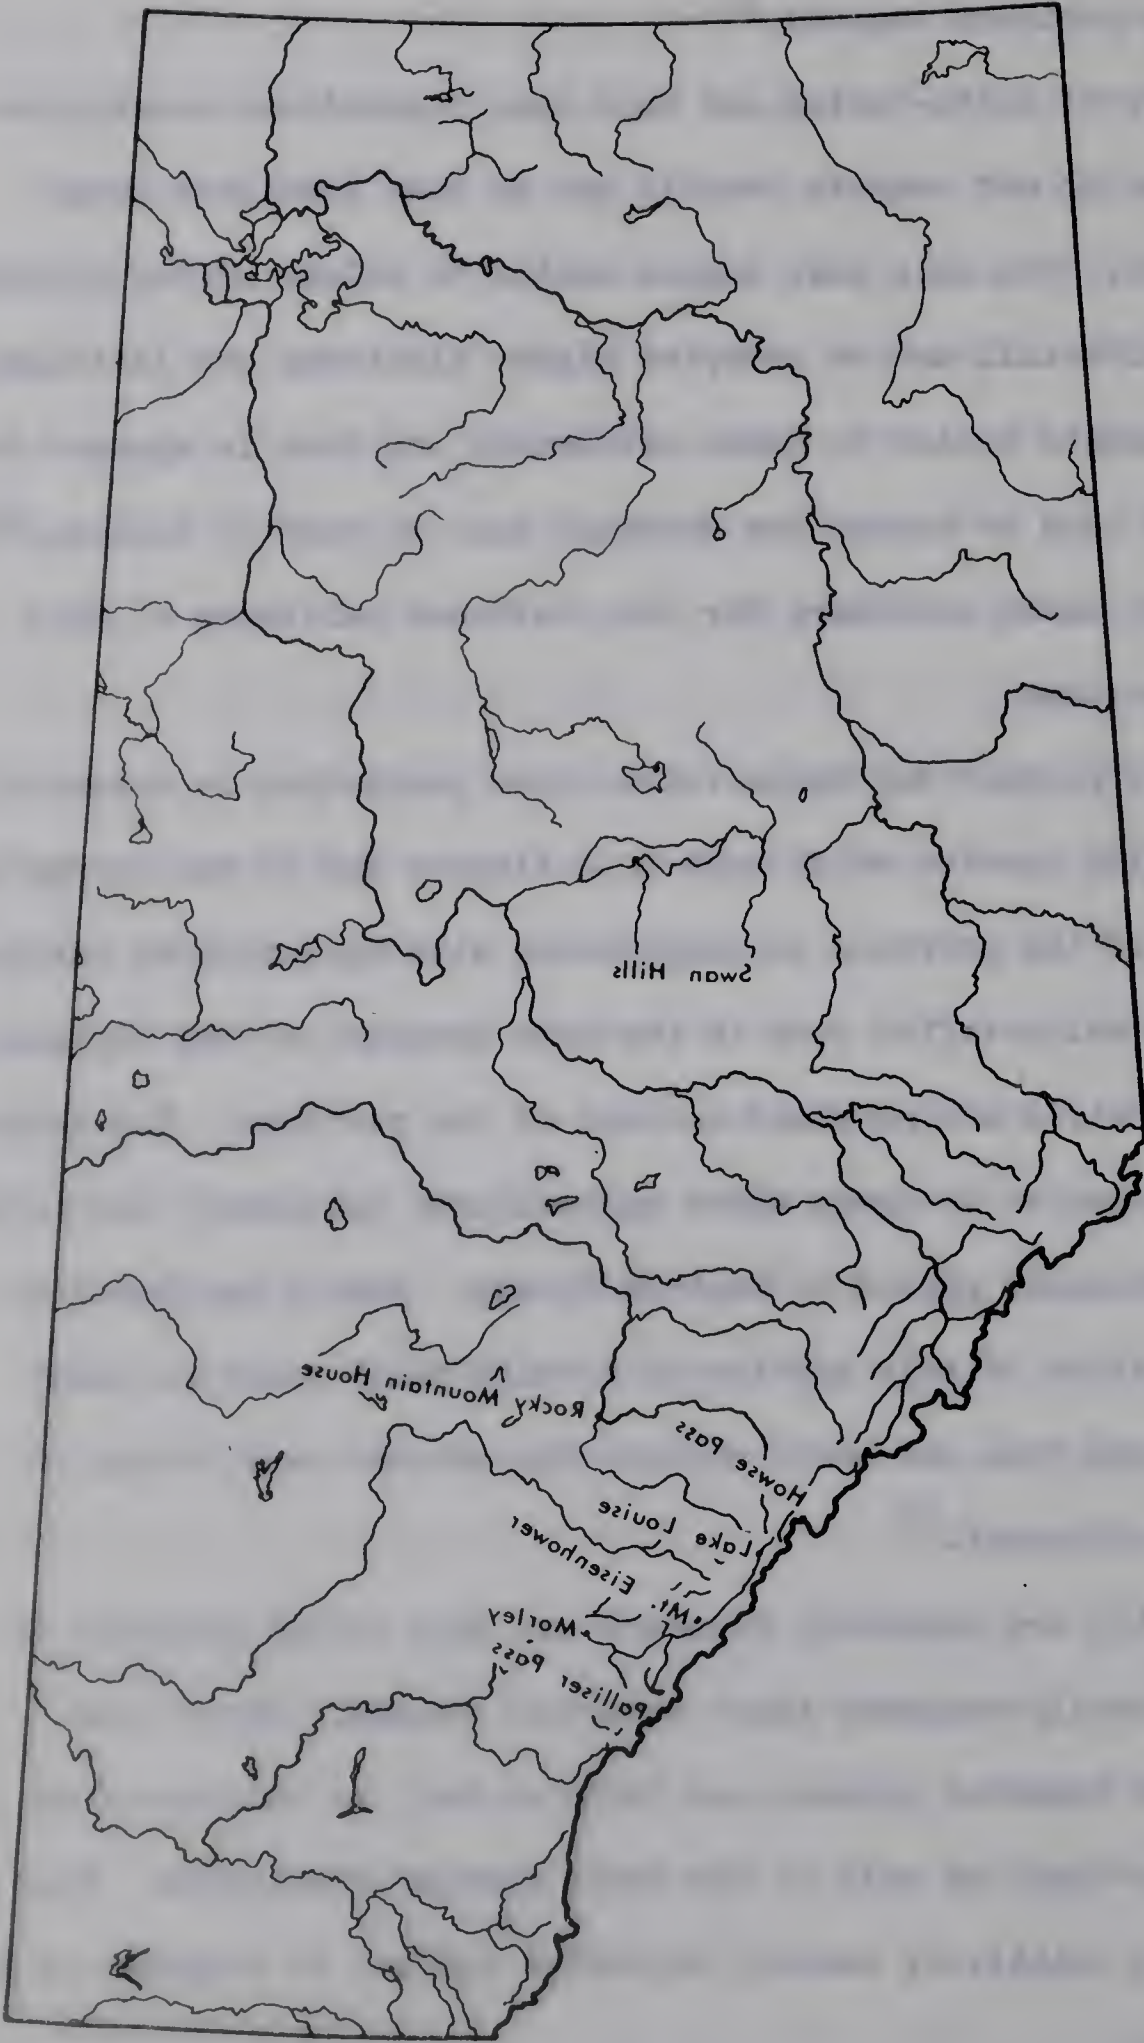 Swan Hills
Rocky Mountain House
Howse Pass
Lake Louise
Mt. Eisenhower
Morley
Palliser Pass